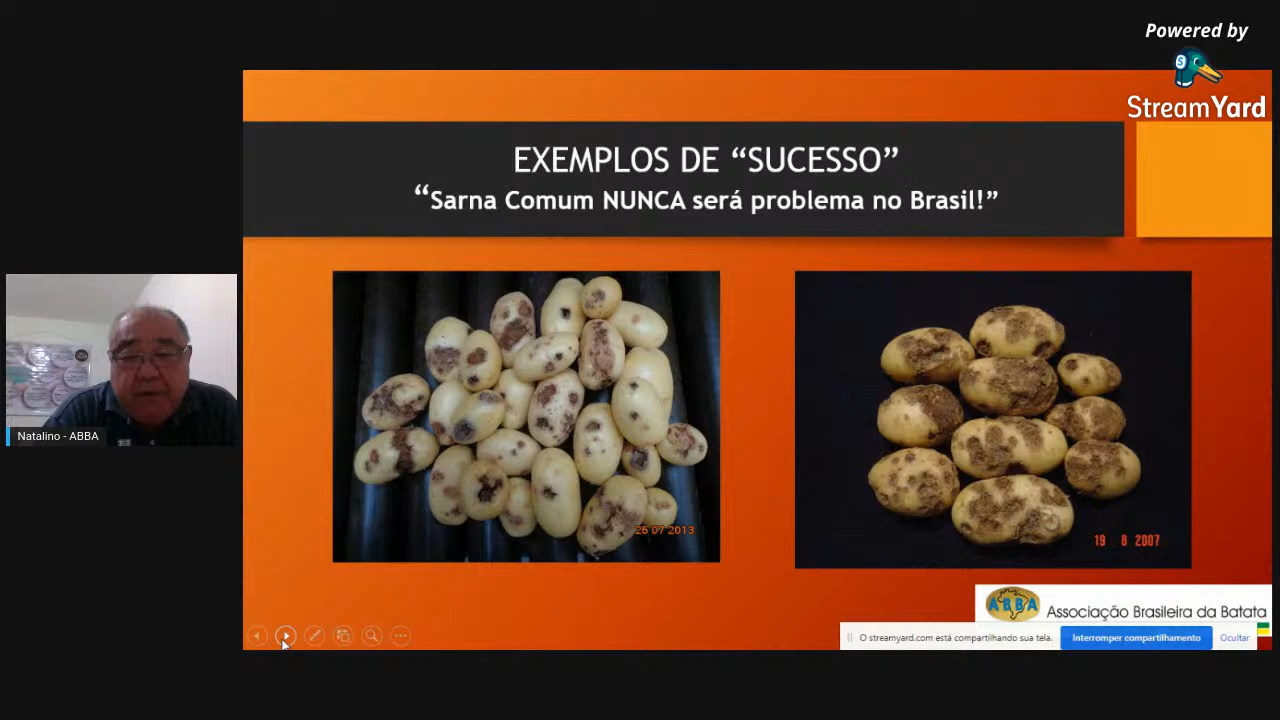 Powered by
StreamYard
EXEMPLOS DE “SUCESSO”
“Sarna Comum NUNCA será problema no Brasil!”
Natalino - ABBA
25 07 2013
19 8 2007
ABBA Associação Brasileira da Batata
O streamyard.com está compartilhando sua tela. Interromper compartilhamento Ocultar